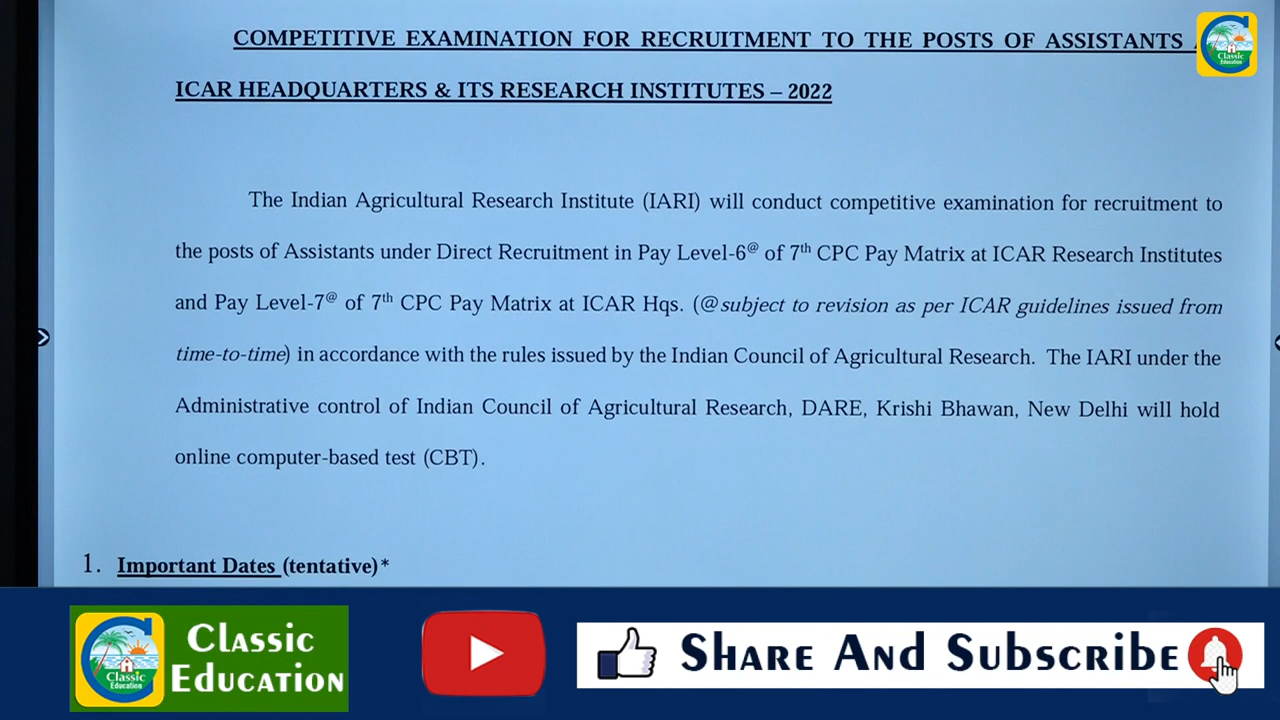 COMPETITIVE EXAMINATION FOR RECRUITMENT TO THE POSTS OF ASSISTANTS
Classic
Education
ICAR HEADQUARTERS & ITS RESEARCH INSTITUTES – 2022
The Indian Agricultural Research Institute (IARI) will conduct competitive examination for recruitment to
the posts of Assistants under Direct Recruitment in Pay Level-6@ of 7th CPC Pay Matrix at ICAR Research Institutes
and Pay Level-7@ of 7th CPC Pay Matrix at ICAR Hqs. (@subject to revision as per ICAR guidelines issued from
time-to-time) in accordance with the rules issued by the Indian Council of Agricultural Research. The IARI under the
Administrative control of Indian Council of Agricultural Research, DARE, Krishi Bhawan, New Delhi will hold
online computer-based test (CBT).
1. Important Dates (tentative)*
Classic
Education
Classic
Education
Share And Subscribe